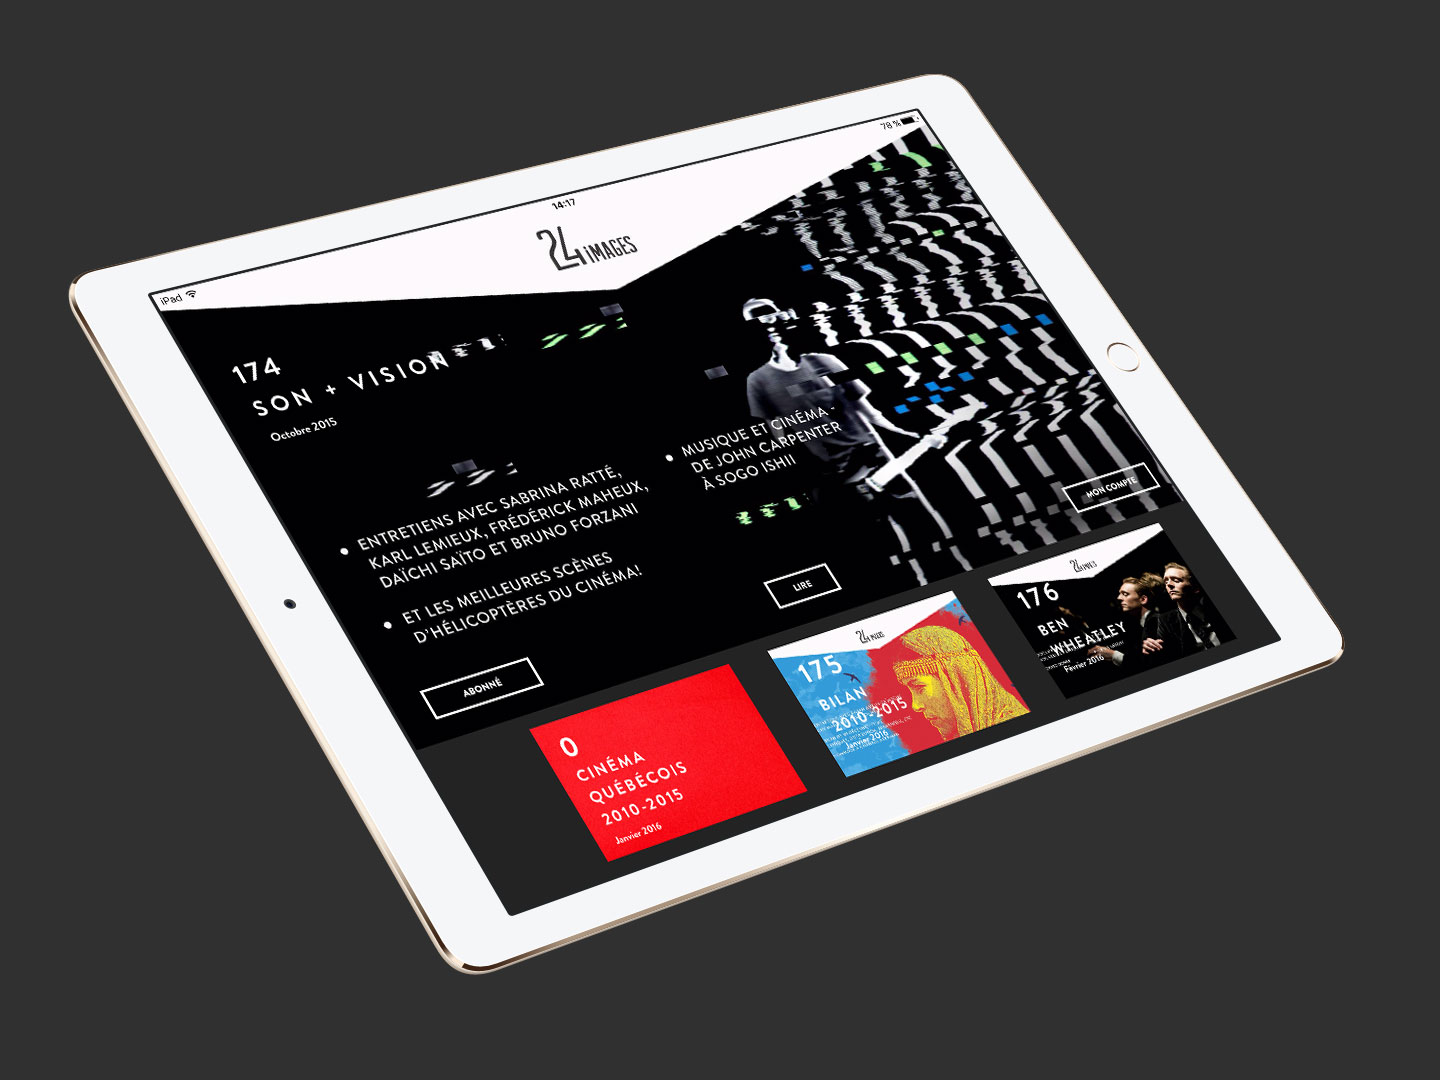 iPad
14:17
78 %
24 iMAGES
174
SON + VISION
Octobre 2015
• ENTRETIENS AVEC SABRINA RATTÉ,
KARL LEMIEUX, FRÉDÉRICK MAHEUX,
DAÏCHI SAÏTO ET BRUNO FORZANI
• ET LES MEILLEURES SCÈNES
D'HÉLICOPTÈRES DU CINÉMA!
• MUSIQUE ET CINÉMA -
DE JOHN CARPENTER
À SOGO ISHII
ABONNÉ
LIRE
MON COMPTE
0
CINÉMA
QUÉBÉCOIS
2010-2015
Janvier 2016
24 iMAGES
175
BILAN
2010-2015
Janvier 2016
24 iMAGES
176
BEN
WHEATLEY
Février 2016